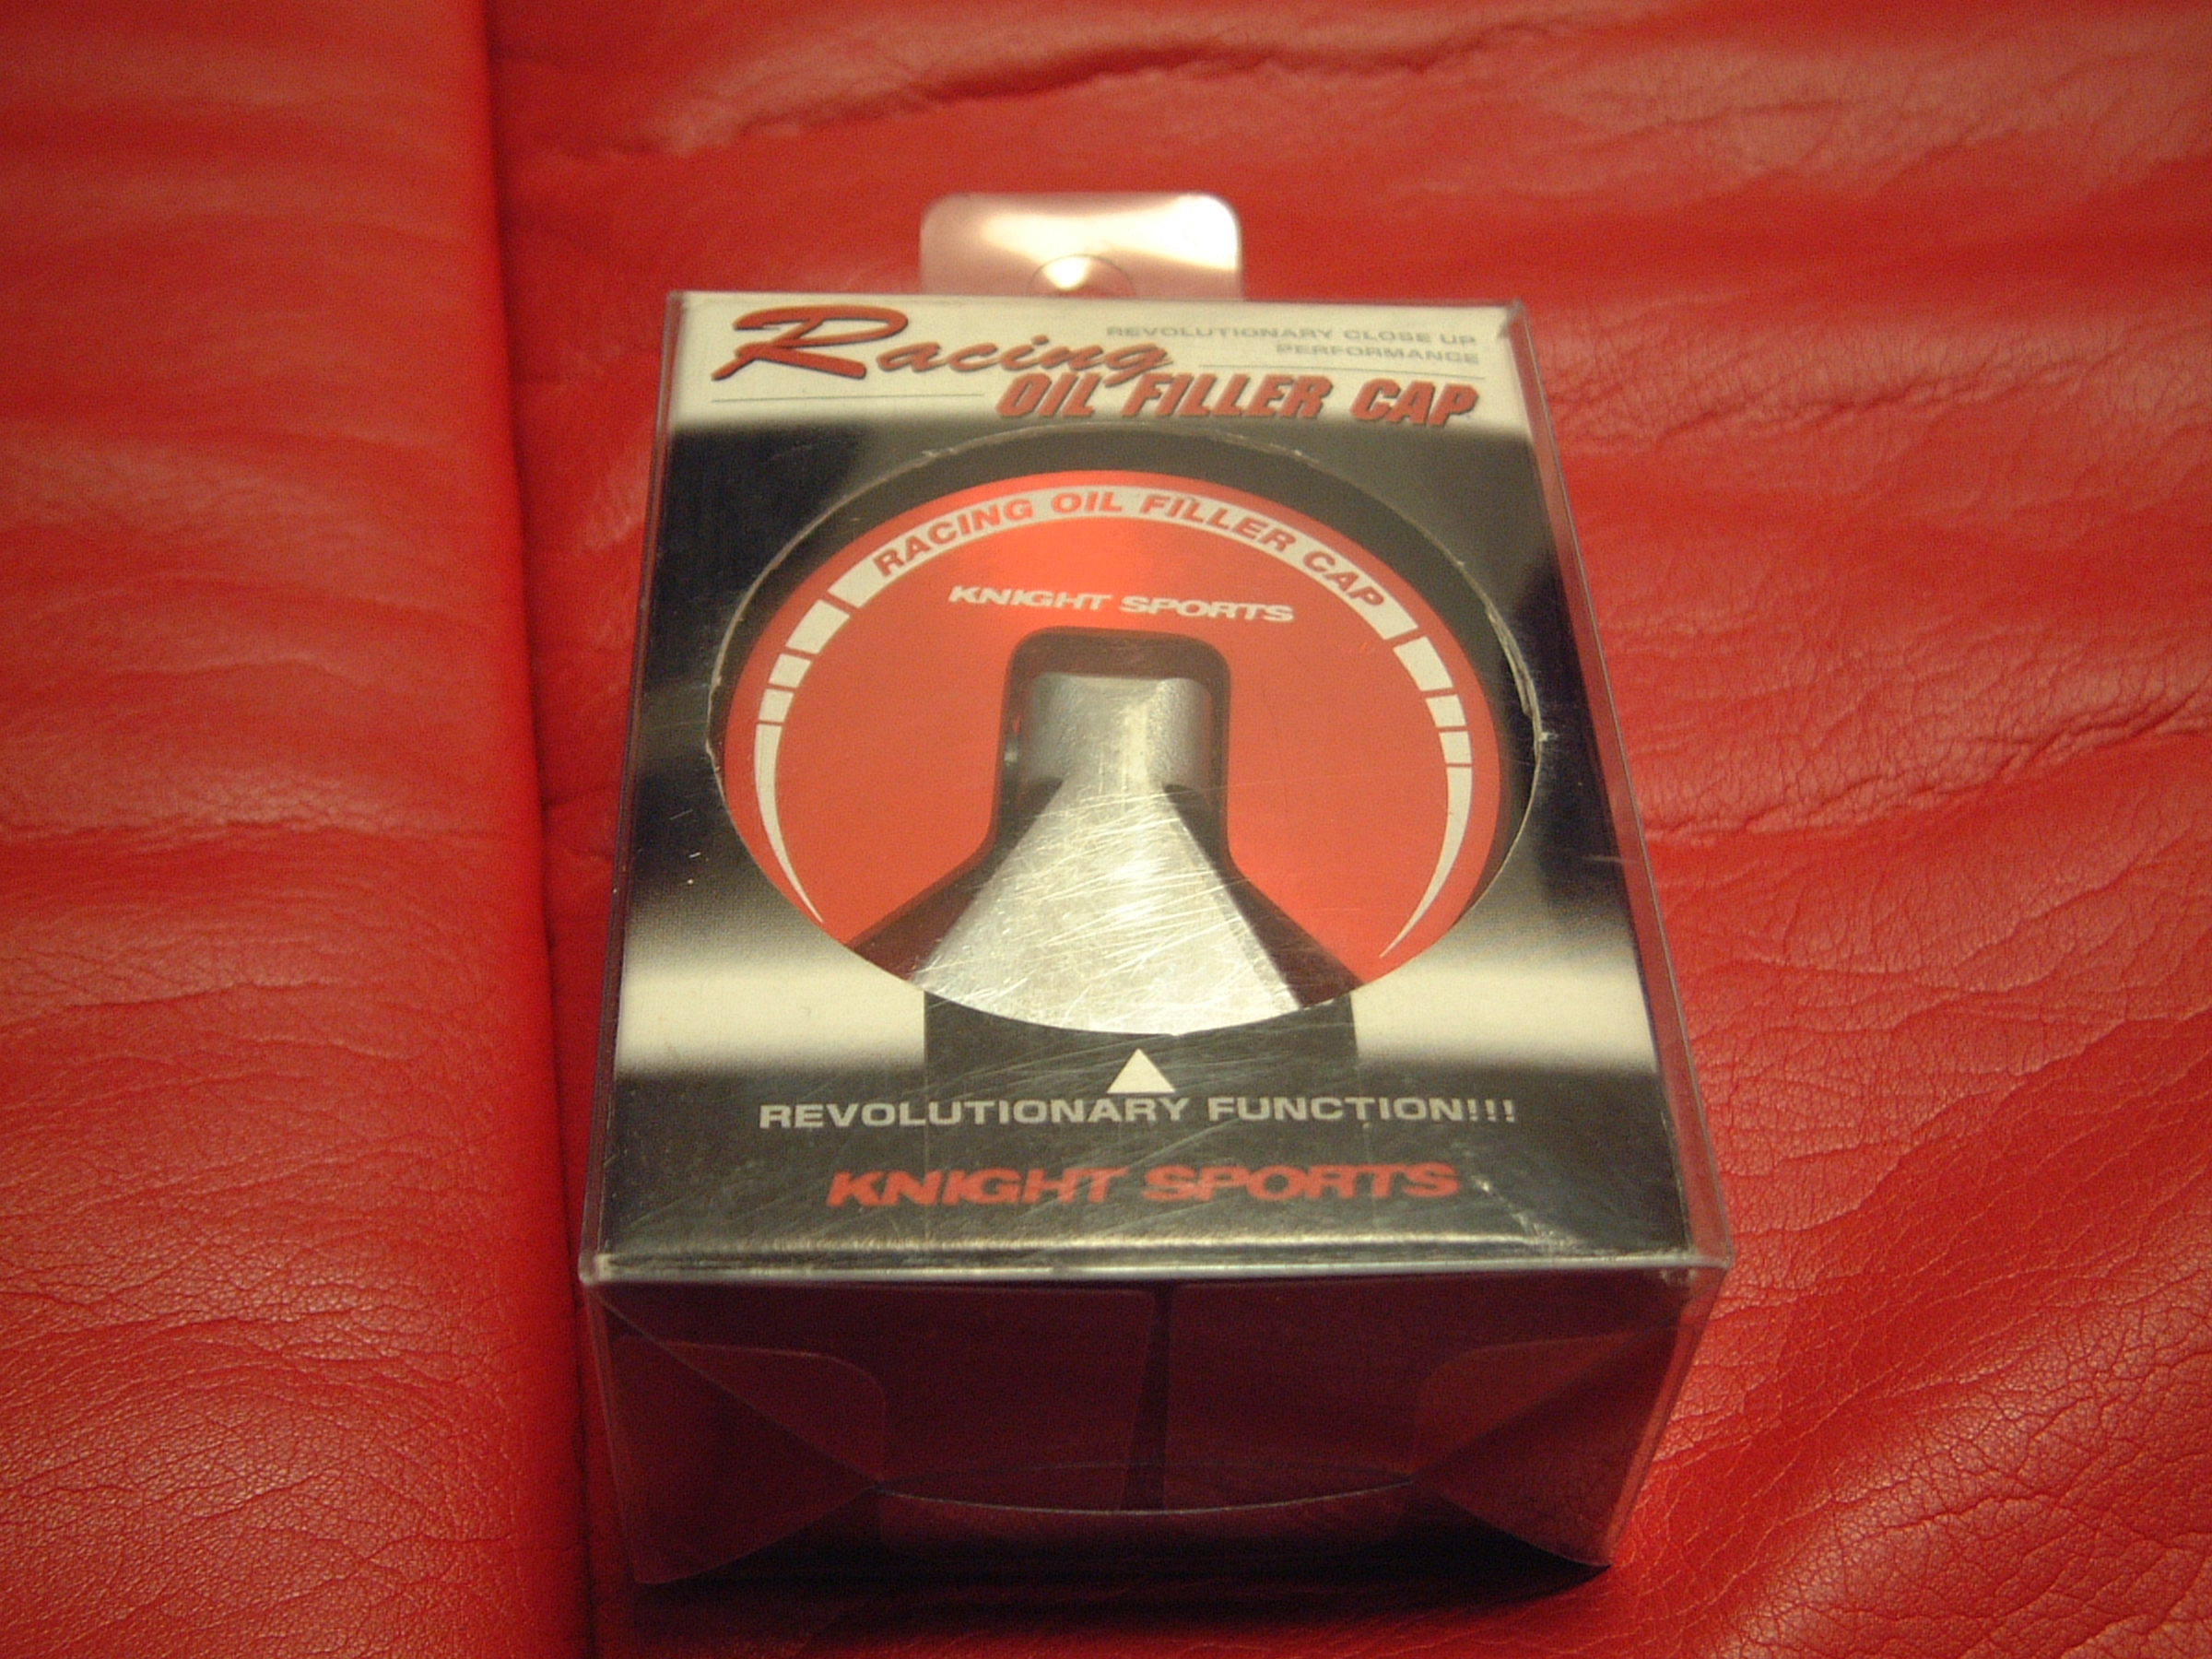 Racing
REVOLUTIONARY CLOSE UP
PERFORMANCE
OIL FILLER CAP
RACING OIL FILLER CAP
KNIGHT SPORTS
REVOLUTIONARY FUNCTION!!!
KNIGHT SPORTS